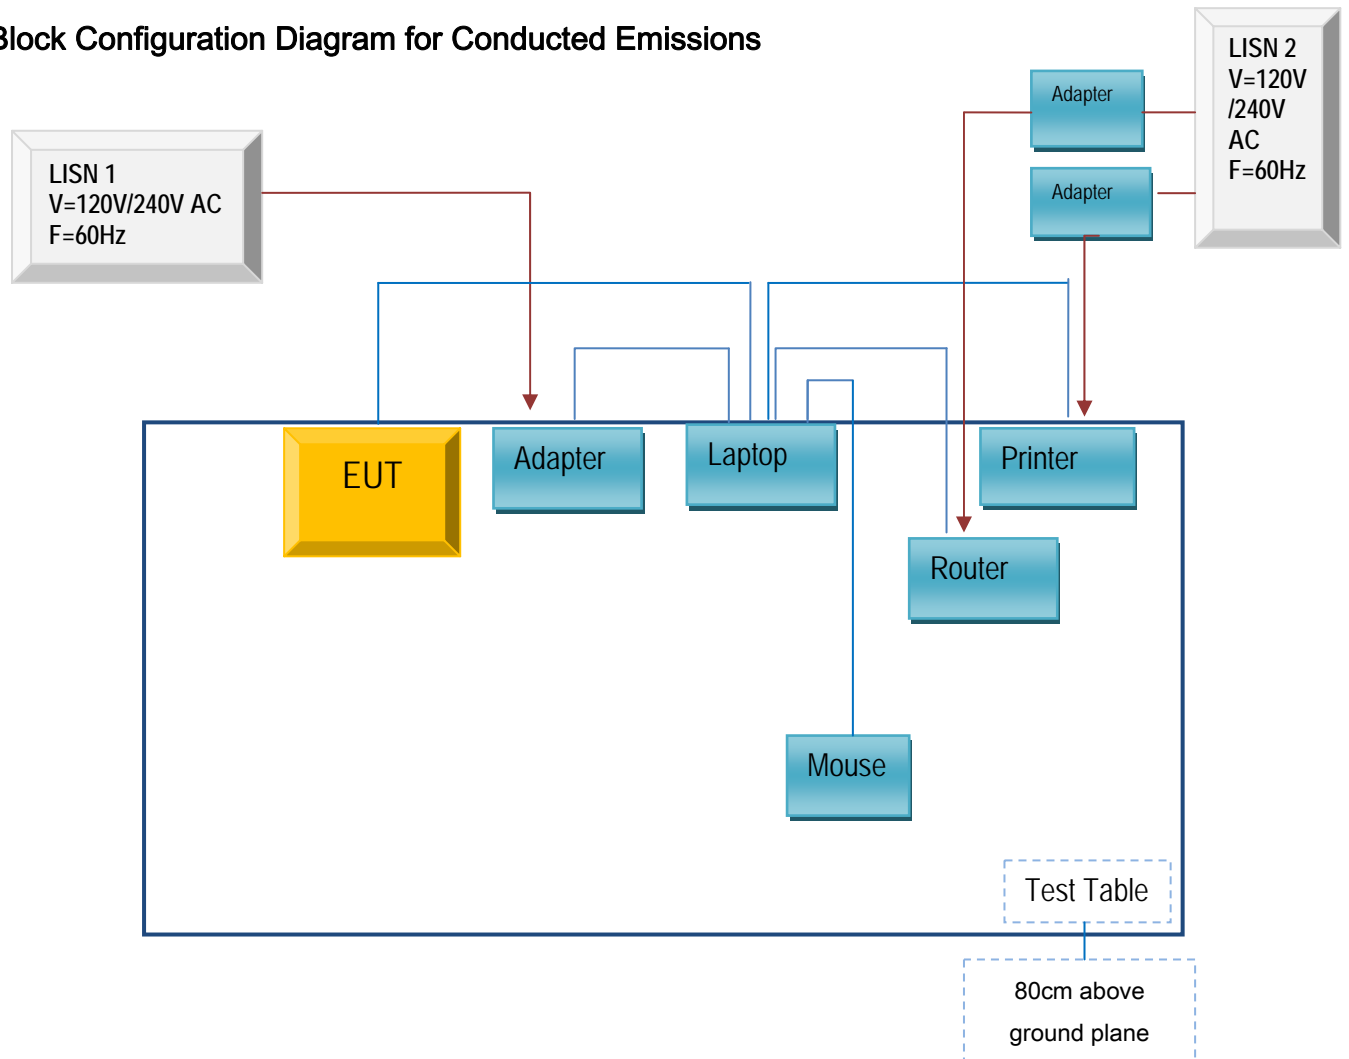 Block Configuration Diagram for Conducted Emissions
LISN 2
V=120V
/240V
AC
F=60Hz
Adapter
Adapter
LISN 1
V=120V/240V AC
F=60Hz
EUT
Adapter
Laptop
Printer
Router
Mouse
Test Table
80cm above
ground plane